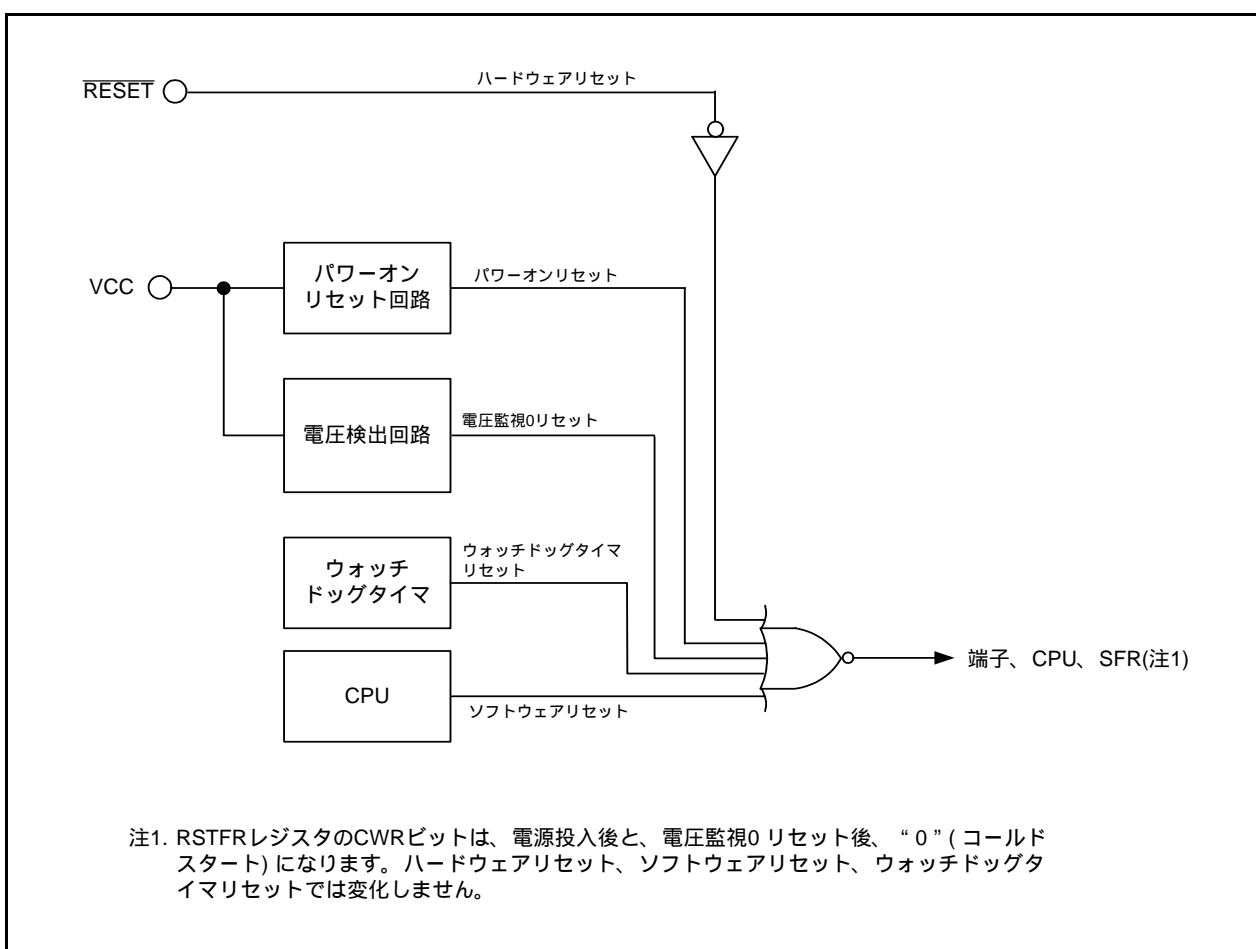 RESET
ハードウェアリセット
VCC
パワーオン
リセット回路
パワーオンリセット
電圧検出回路
電圧監視0リセット
ウォッチ
ドッグタイマ
ウォッチドッグタイマ
リセット
CPU
ソフトウェアリセット
端子、CPU、SFR(注1)
注1. RSTFRレジスタのCWRビットは、電源投入後と、電圧監視0 リセット後、“ 0 ” ( コールド
スタート) になります。ハードウェアリセット、ソフトウェアリセット、ウォッチドッグタ
イマリセットでは変化しません。